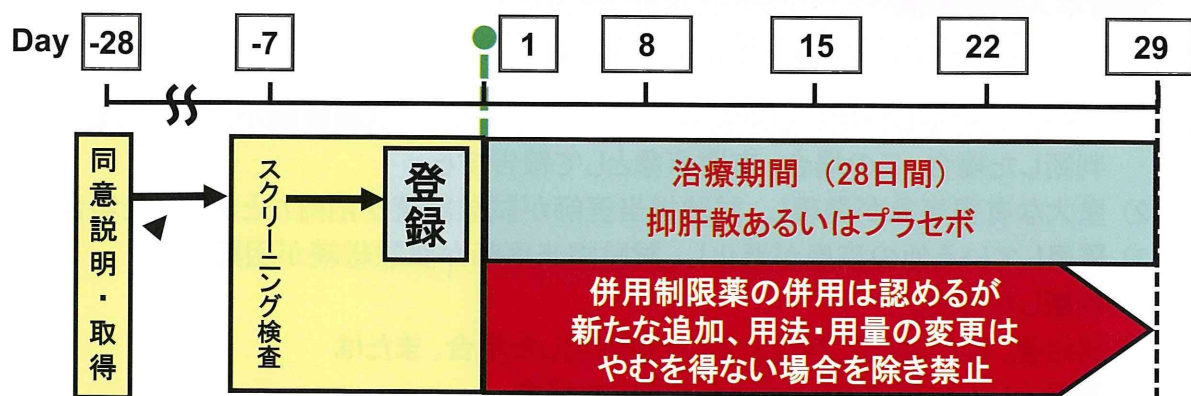 Day -28 -7 1 8 15 22 29
同意説明・取得
スクリーニング検査
登録
治療期間 (28日間)
抑肝散あるいはプラセボ
併用制限薬の併用は認めるが
新たな追加、用法・用量の変更は
やむを得ない場合を除き禁止